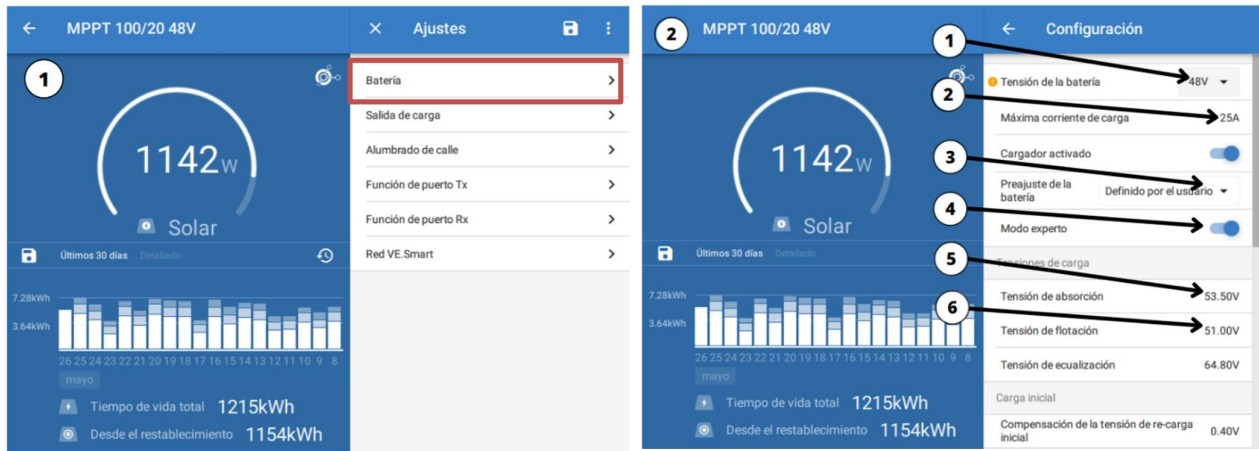 MPPT 100/20 48V
Ajustes
1
Batería
Salida de carga
Alumbrado de calle
Función de puerto Tx
Función de puerto Rx
Red VE.Smart
1142W
Solar
Últimos 30 días Detallado
7.28kWh
3.64kWh
26 25 24 23 22 21 20 19 18 17 16 15 14 13 12 11 10 9 8
mayo
Tiempo de vida total 1215kWh
Desde el restablecimiento 1154kWh
2
MPPT 100/20 48V
1
Configuración
Tensión de la batería 48V
2
Máxima corriente de carga 25A
Cargador activado
3
Preajuste de la batería Definido por el usuario
4
Modo experto
5
Tensiones de carga
Tensión de absorción 53.50V
6
Tensión de flotación 51.00V
Tensión de ecualización 64.80V
Carga inicial
Compensación de la tensión de re-carga inicial 0.40V
1142W
Solar
Últimos 30 días Detallado
7.28kWh
3.64kWh
26 25 24 23 22 21 20 19 18 17 16 15 14 13 12 11 10 9 8
mayo
Tiempo de vida total 1215kWh
Desde el restablecimiento 1154kWh